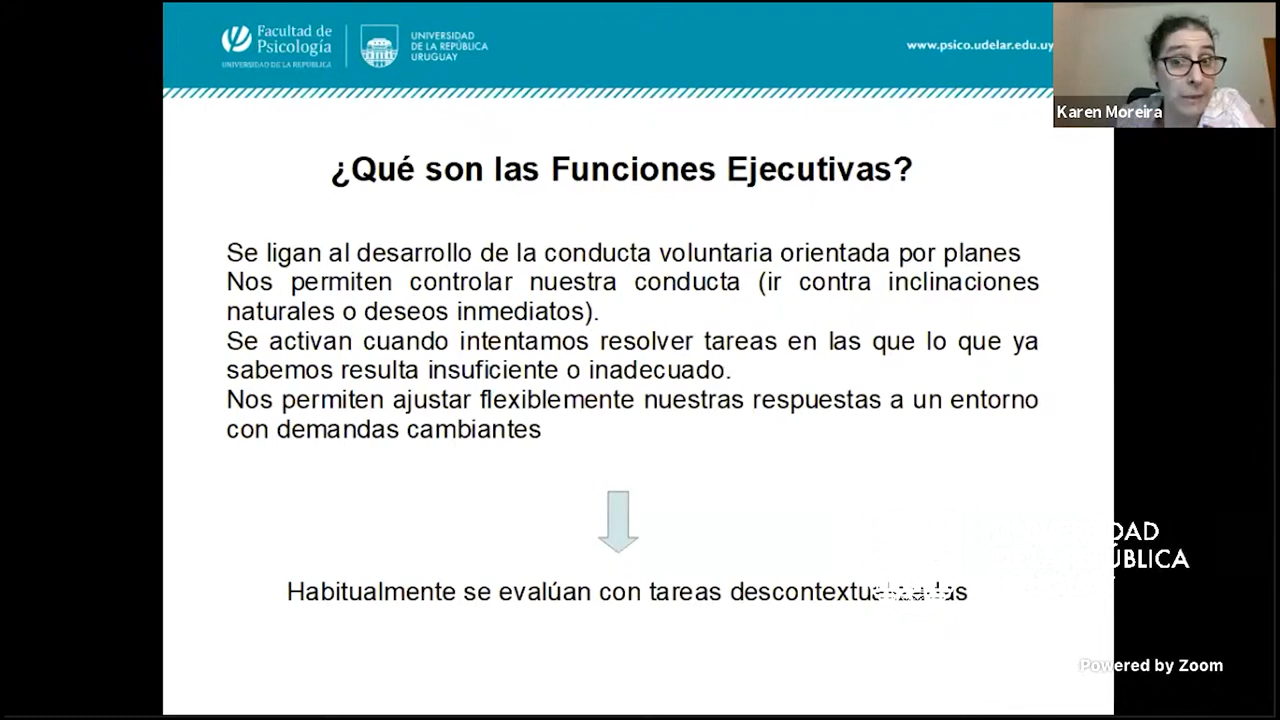 Facultad de
Psicología
UNIVERSIDAD DE LA REPÚBLICA
UNIVERSIDAD
DE LA REPÚBLICA
URUGUAY
www.psico.udelar.edu.uy
Karen Moreira
¿Qué son las Funciones Ejecutivas?
Se ligan al desarrollo de la conducta voluntaria orientada por planes
Nos permiten controlar nuestra conducta (ir contra inclinaciones
naturales o deseos inmediatos).
Se activan cuando intentamos resolver tareas en las que lo que ya
sabemos resulta insuficiente o inadecuado.
Nos permiten ajustar flexiblemente nuestras respuestas a un entorno
con demandas cambiantes
Habitualmente se evalúan con tareas
Powered by Zoom